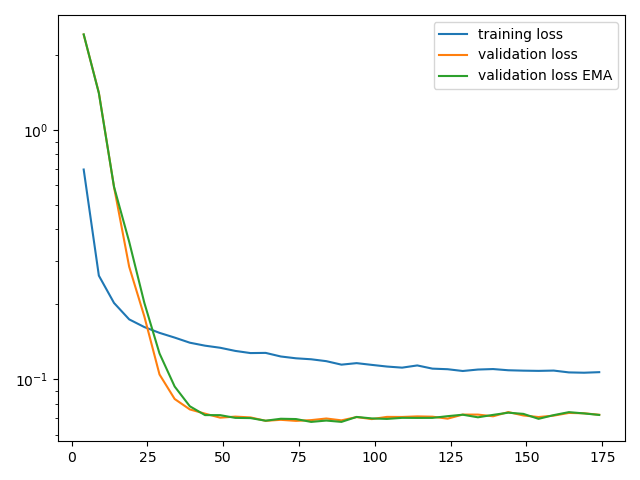 training loss
validation loss
validation loss EMA
10⁰
10⁻¹
0 25 50 75 100 125 150 175